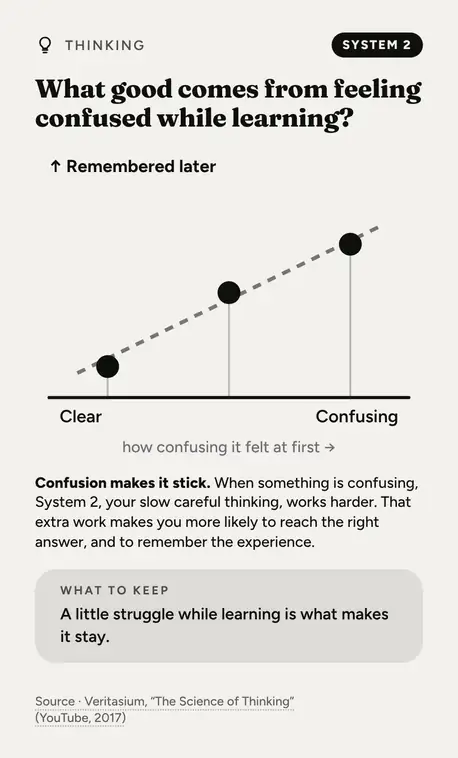 THINKING
SYSTEM 2
What good comes from feeling
confused while learning?
↑ Remembered later
Clear
Confusing
how confusing it felt at first →
Confusion makes it stick. When something is confusing,
System 2, your slow careful thinking, works harder. That
extra work makes you more likely to reach the right
answer, and to remember the experience.
WHAT TO KEEP
A little struggle while learning is what makes
it stay.
Source · Veritasium, “The Science of Thinking”
(YouTube, 2017)